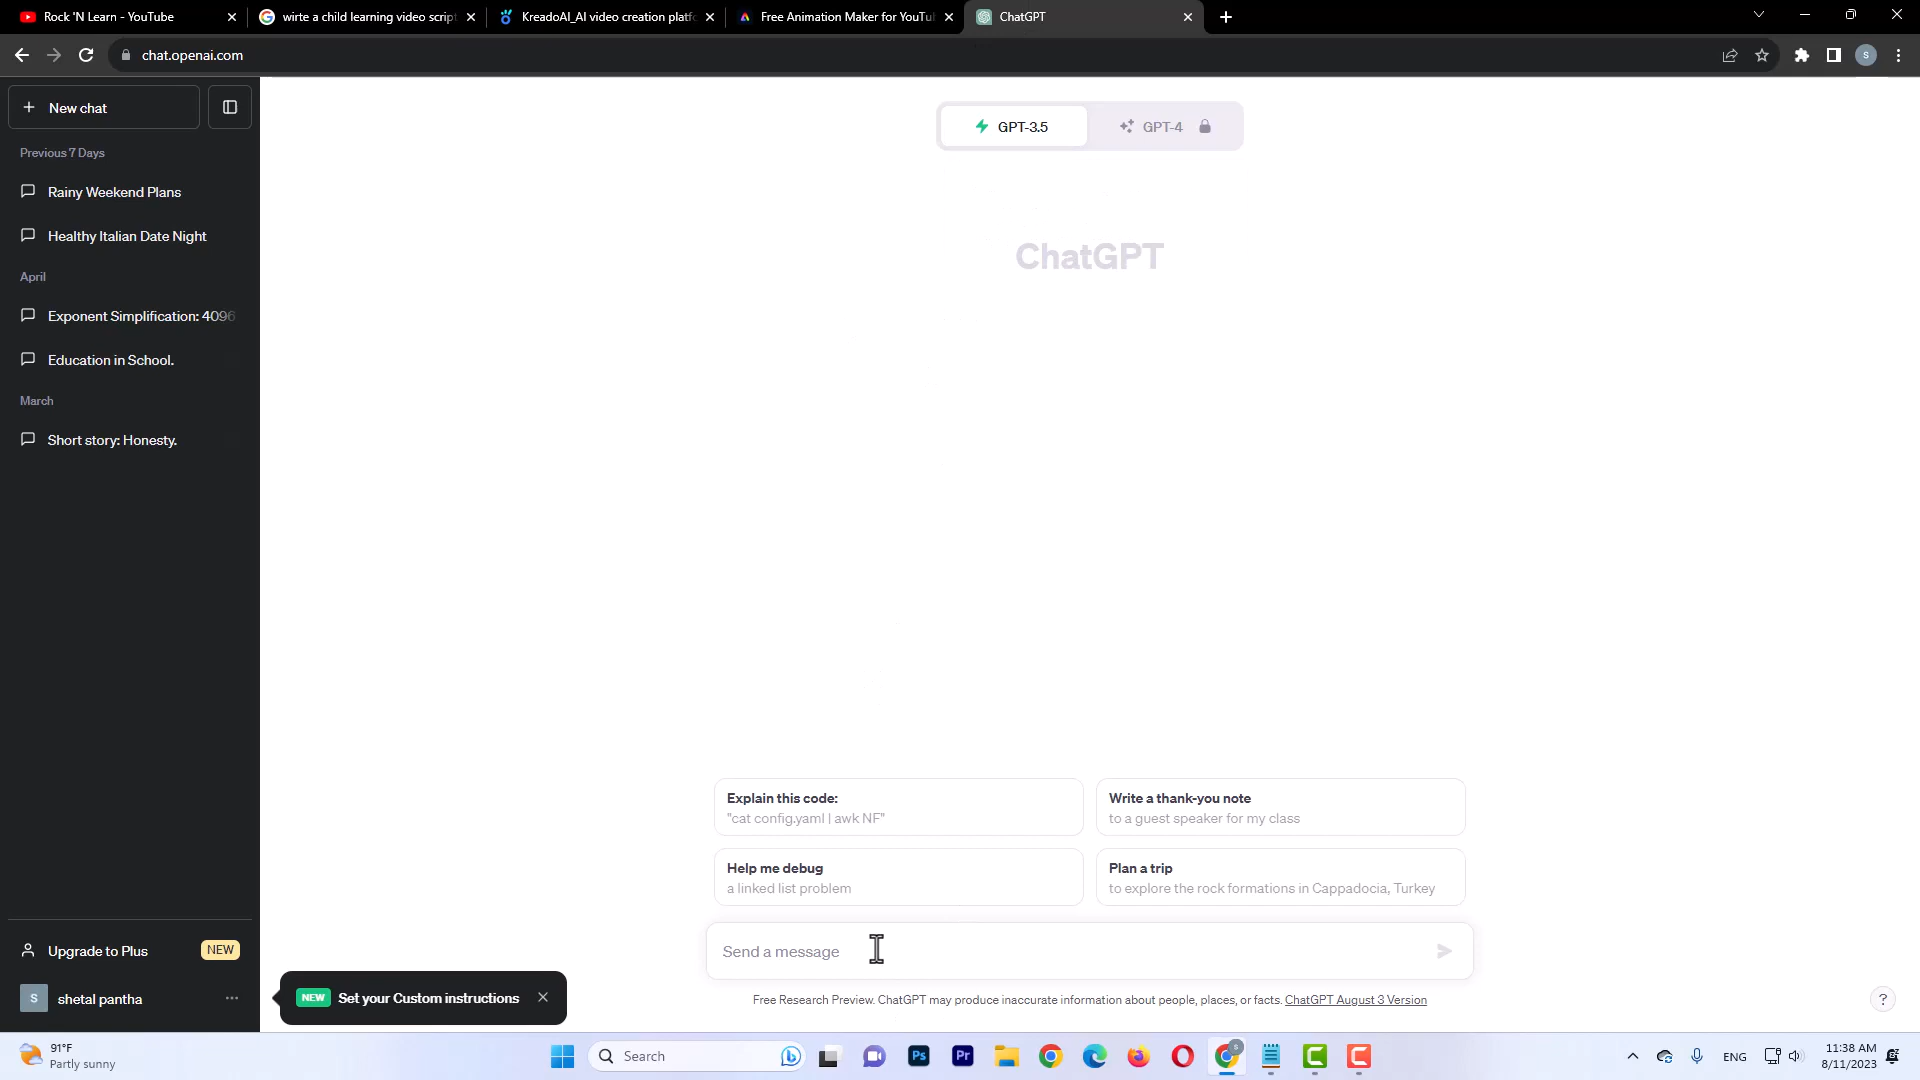 Rock 'N Learn - YouTube
wirte a child learning video script
KreadoAI_AI video creation platfo
Free Animation Maker for YouTu
ChatGPT
chat.openai.com
New chat
Previous 7 Days
Rainy Weekend Plans
Healthy Italian Date Night
April
Exponent Simplification: 4096
Education in School.
March
Short story: Honesty.
GPT-3.5
GPT-4
ChatGPT
Explain this code:
"cat config.yaml | awk NF"
Write a thank-you note
to a guest speaker for my class
Help me debug
a linked list problem
Plan a trip
to explore the rock formations in Cappadocia, Turkey
Send a message
Free Research Preview. ChatGPT may produce inaccurate information about people, places, or facts. ChatGPT August 3 Version
?
Upgrade to Plus NEW
S shetal pantha
NEW Set your Custom instructions
91°F
Partly sunny
Search
Ps
Pr
ENG
11:38 AM
8/11/2023